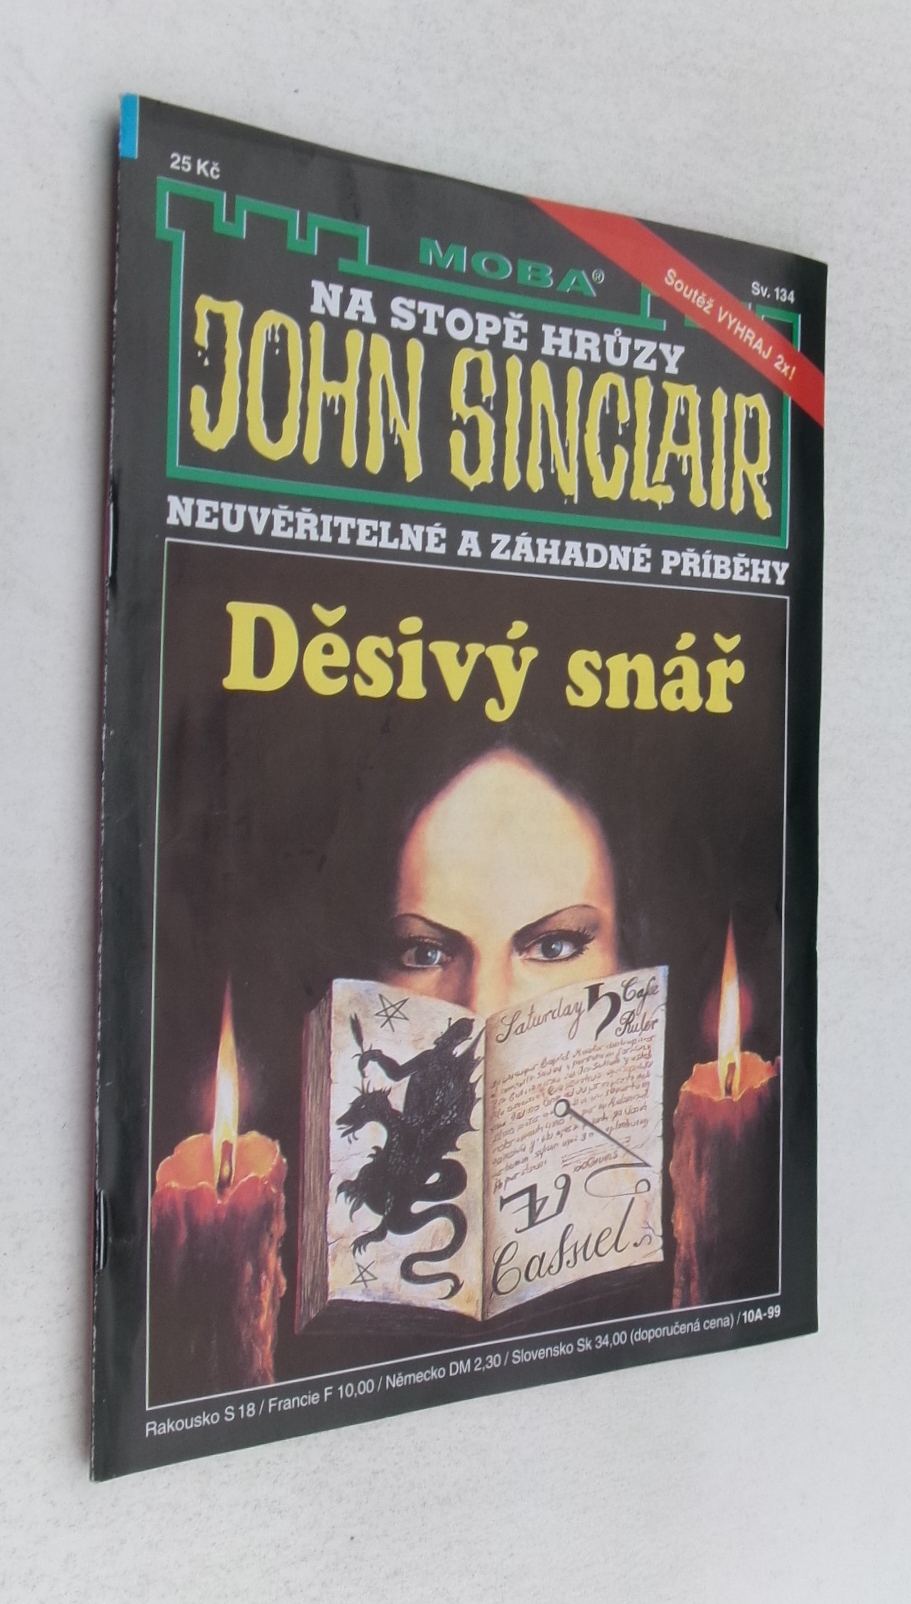 25 Kč
MOBA®
Sv. 134
Soutěž VYHRAJ 2x!
NA STOPĚ HRŮZY
JOHN SINCLAIR
NEUVĚŘITELNÉ A ZÁHADNÉ PŘÍBĚHY
Děsivý snář
Saturday
Cafe
Cassiel
Rakousko S 18 / Francie F 10,00 / Německo DM 2,30 / Slovensko Sk 34,00 (doporučená cena) / 10A-99